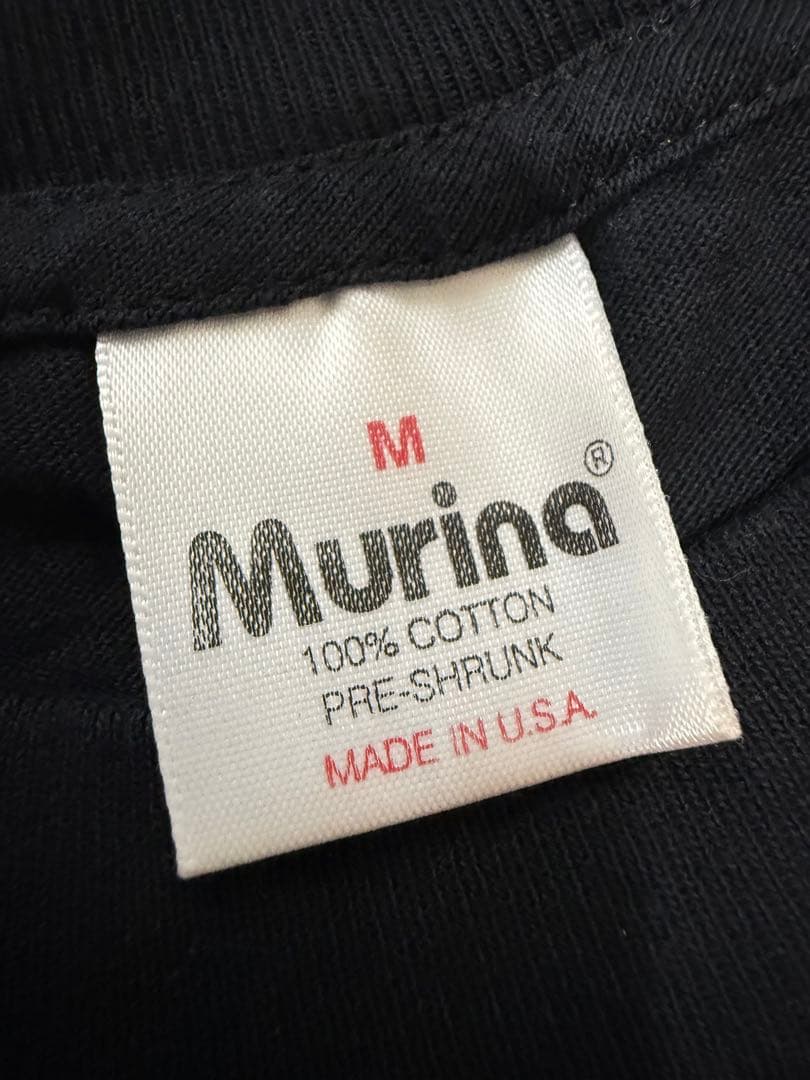 M
Murina®
100% COTTON
PRE-SHRUNK
MADE IN U.S.A.